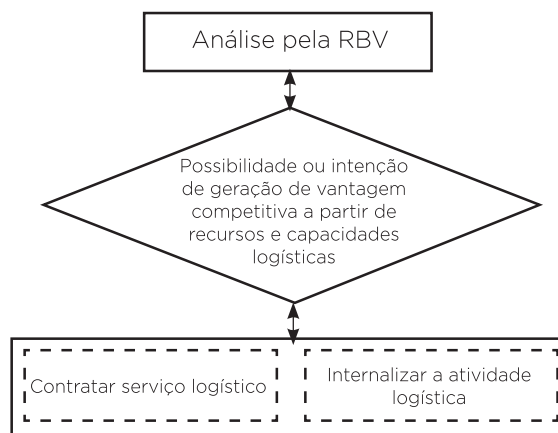 Análise pela RBV
Possibilidade ou intenção
de geração de vantagem
competitiva a partir de
recursos e capacidades
logísticas
Contratar serviço logístico
Internalizar a atividade
logística